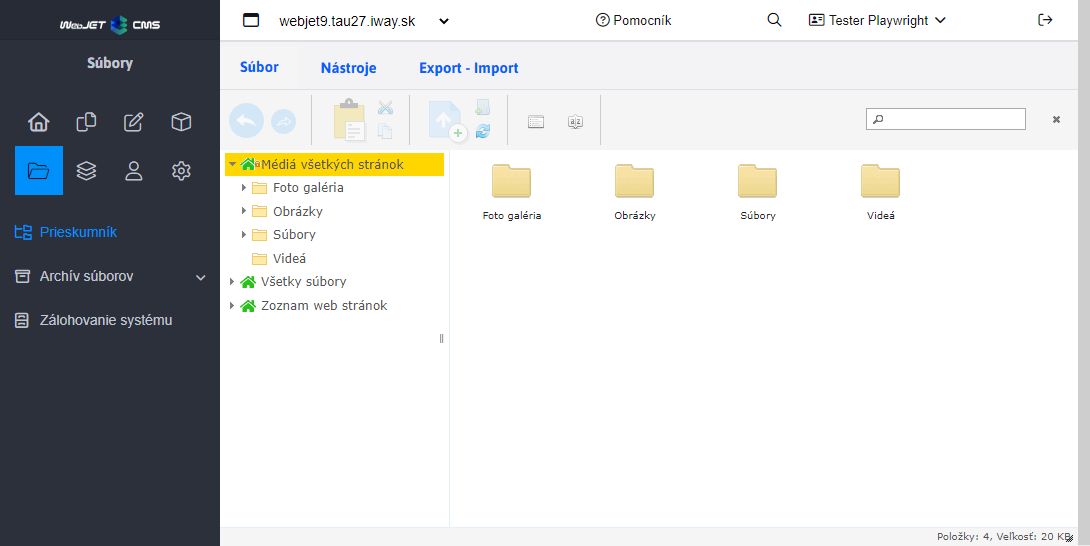 WebJET CMS
webjet9.tau27.iway.sk
Pomocník
Tester Playwright
Súbory
Súbor
Nástroje
Export - Import
Prieskumník
Archív súborov
Zálohovanie systému
Médiá všetkých stránok
Foto galéria
Obrázky
Súbory
Videá
Všetky súbory
Zoznam web stránok
Foto galéria
Obrázky
Súbory
Videá
Položky: 4, Veľkosť: 20 KB